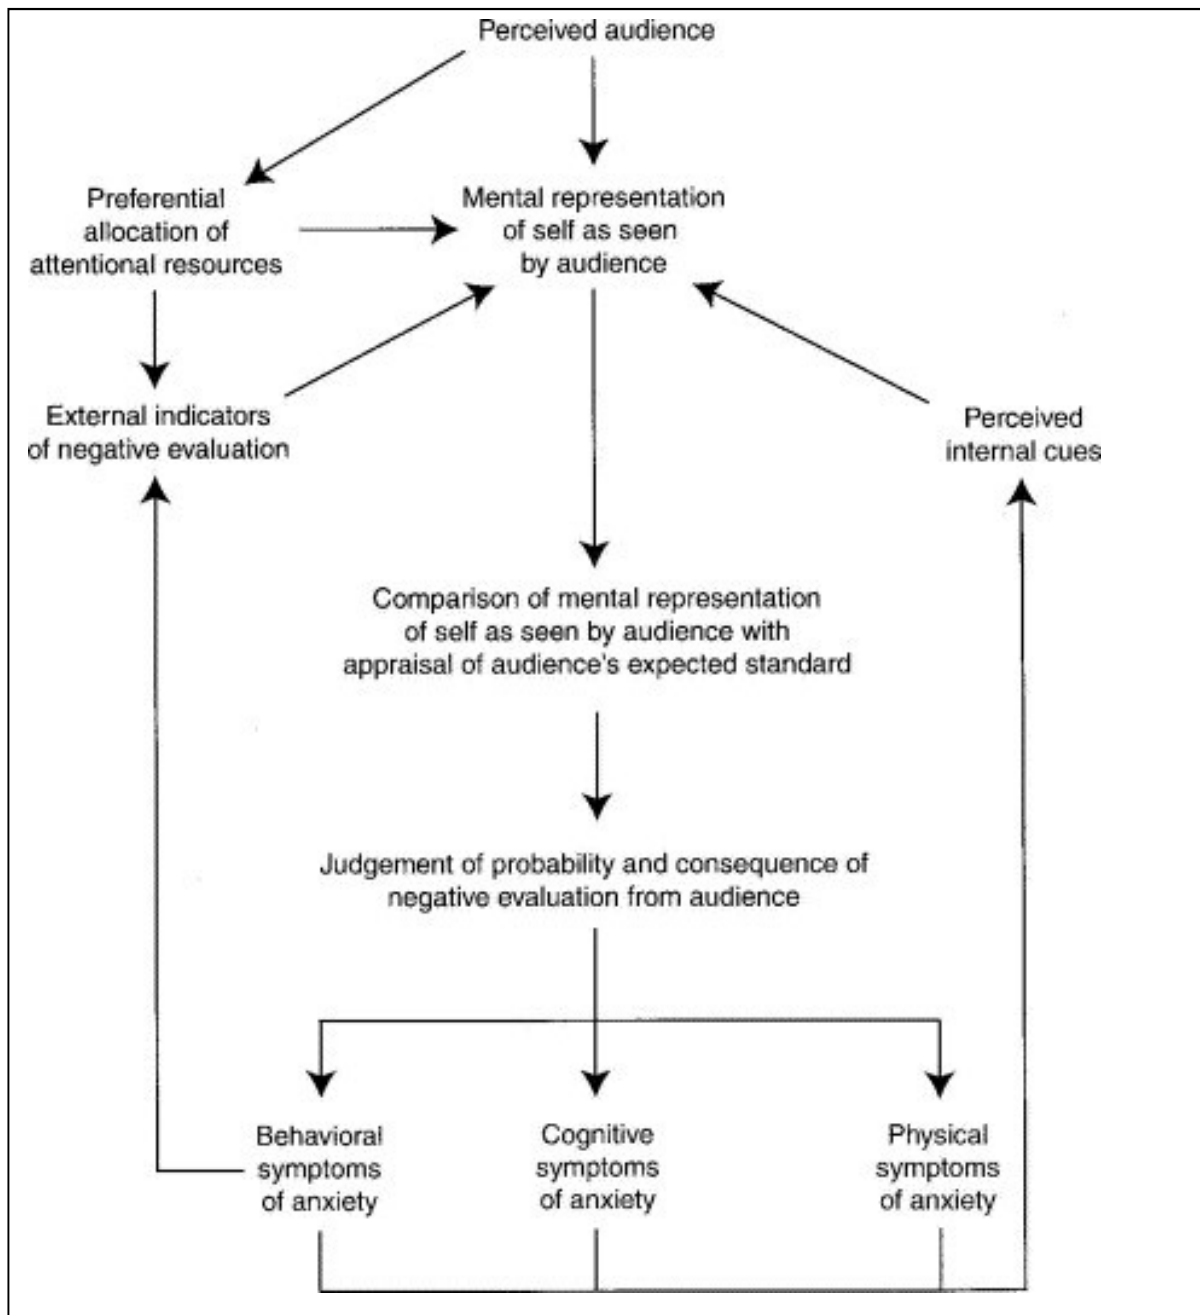 Perceived audience
Preferential
allocation of
attentional resources
Mental representation
of self as seen
by audience
External indicators
of negative evaluation
Perceived
internal cues
Comparison of mental representation
of self as seen by audience with
appraisal of audience's expected standard
Judgement of probability and consequence of
negative evaluation from audience
Behavioral
symptoms
of anxiety
Cognitive
symptoms
of anxiety
Physical
symptoms
of anxiety